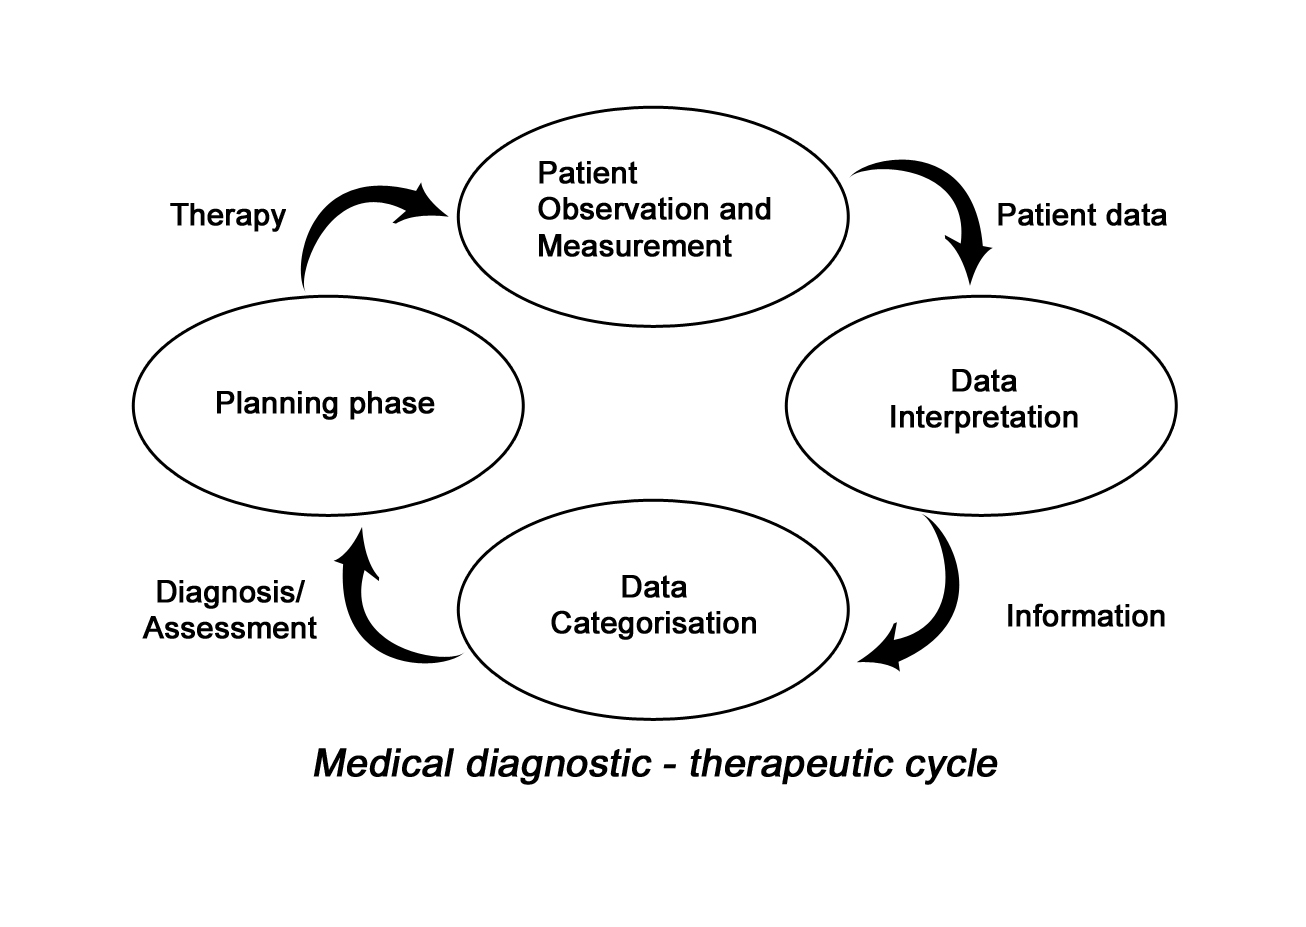 Patient
Observation and
Measurement
Therapy
Patient data
Planning phase
Data
Interpretation
Data
Categorisation
Diagnosis/
Assessment
Information
Medical diagnostic - therapeutic cycle